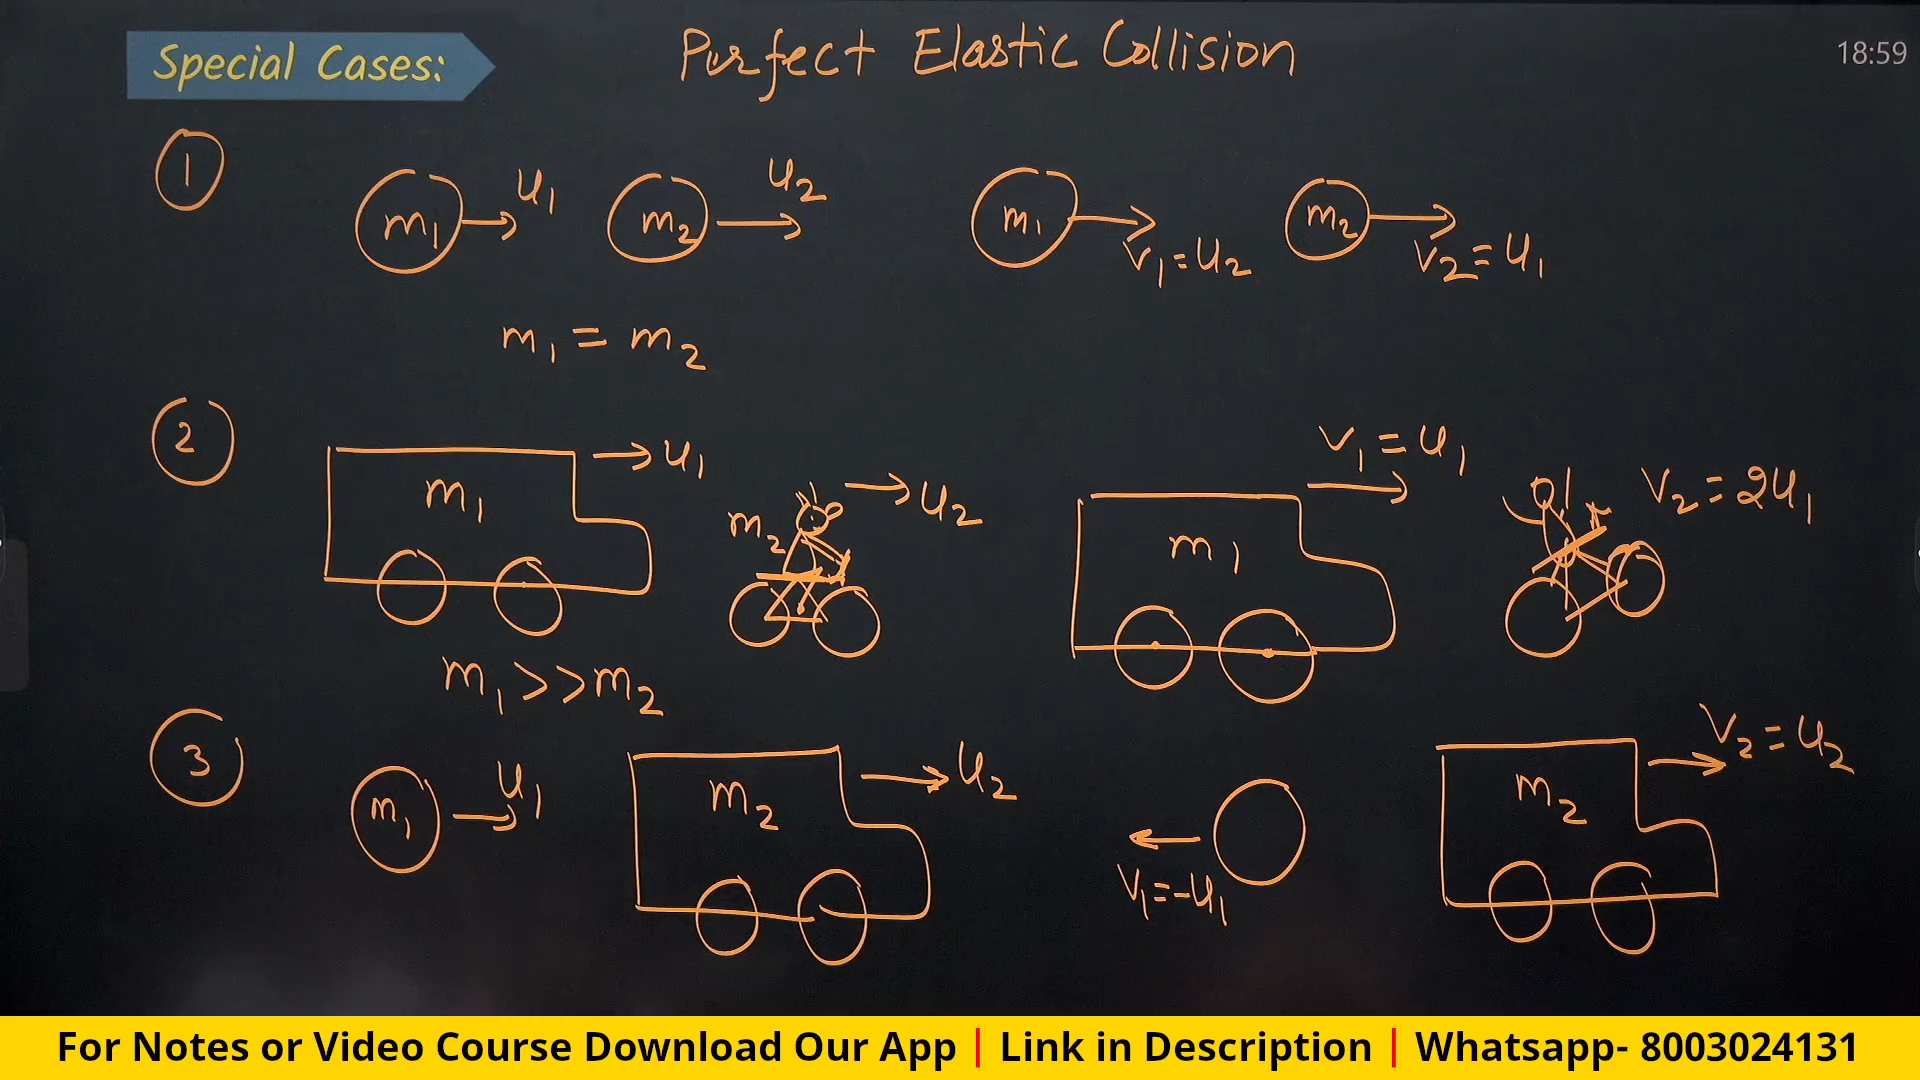 Special Cases:
Purfect Elastic Collision
18:59
1
m1 u1 m2 u2 m1 v1=u2 m2 v2=u1
m1 = m2
2
m1 u1 m2 u2 m1 v1=u1 v2=2u1
m1>>m2
3
m1 u1 m2 u2 v1=-u1 m2 v2=u2
For Notes or Video Course Download Our App | Link in Description | Whatsapp- 8003024131